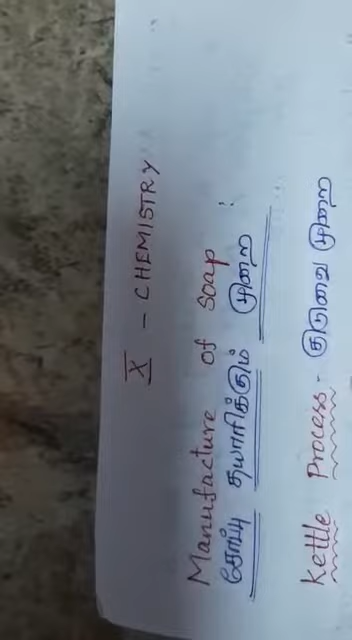 X - CHEMISTRY
Manufacture of Soap
சோப்பு தயாரிக்கும் முறை :
Kettle Process - குடுவை முறை